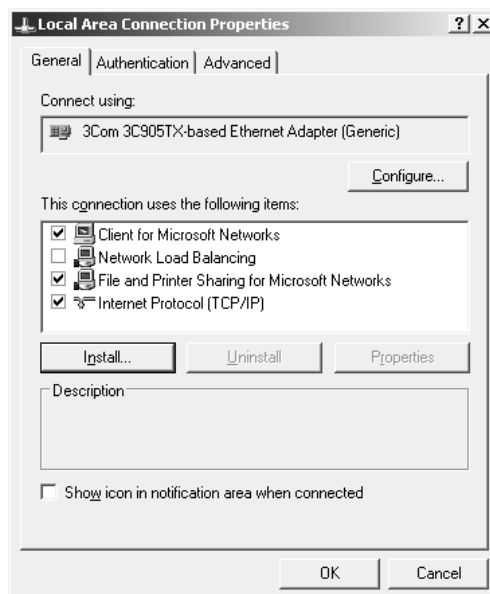 Local Area Connection Properties
General Authentication Advanced
Connect using:
3Com 3C905TX-based Ethernet Adapter (Generic)
Configure...
This connection uses the following items:
Client for Microsoft Networks
Network Load Balancing
File and Printer Sharing for Microsoft Networks
Internet Protocol (TCP/IP)
Install... Uninstall Properties
Description
Show icon in notification area when connected
OK Cancel